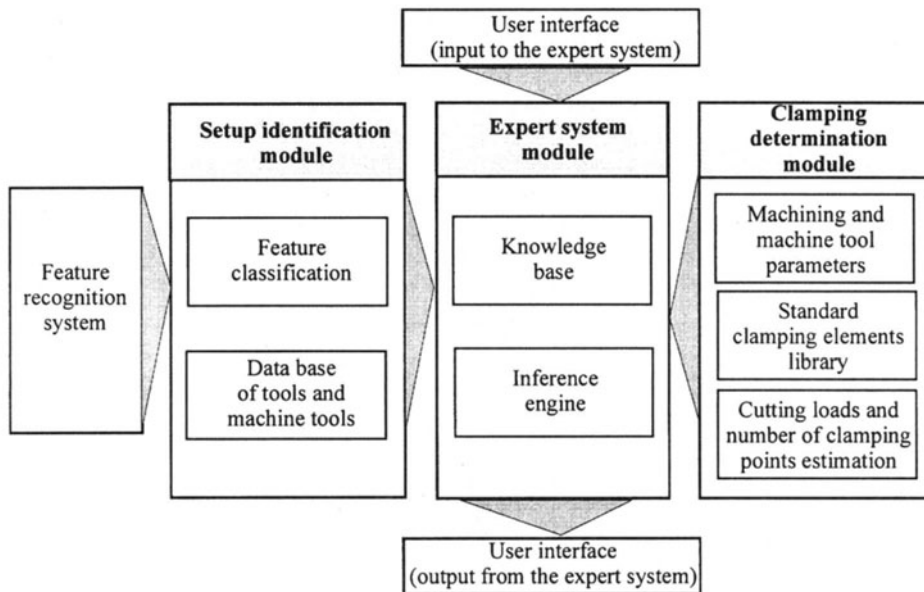 User interface
(input to the expert system)
Setup identification
module
Expert system
module
Clamping
determination
module
Feature
recognition
system
Feature
classification
Data base
of tools and
machine tools
Knowledge
base
Inference
engine
Machining and
machine tool
parameters
Standard
clamping elements
library
Cutting loads and
number of clamping
points estimation
User interface
(output from the expert system)